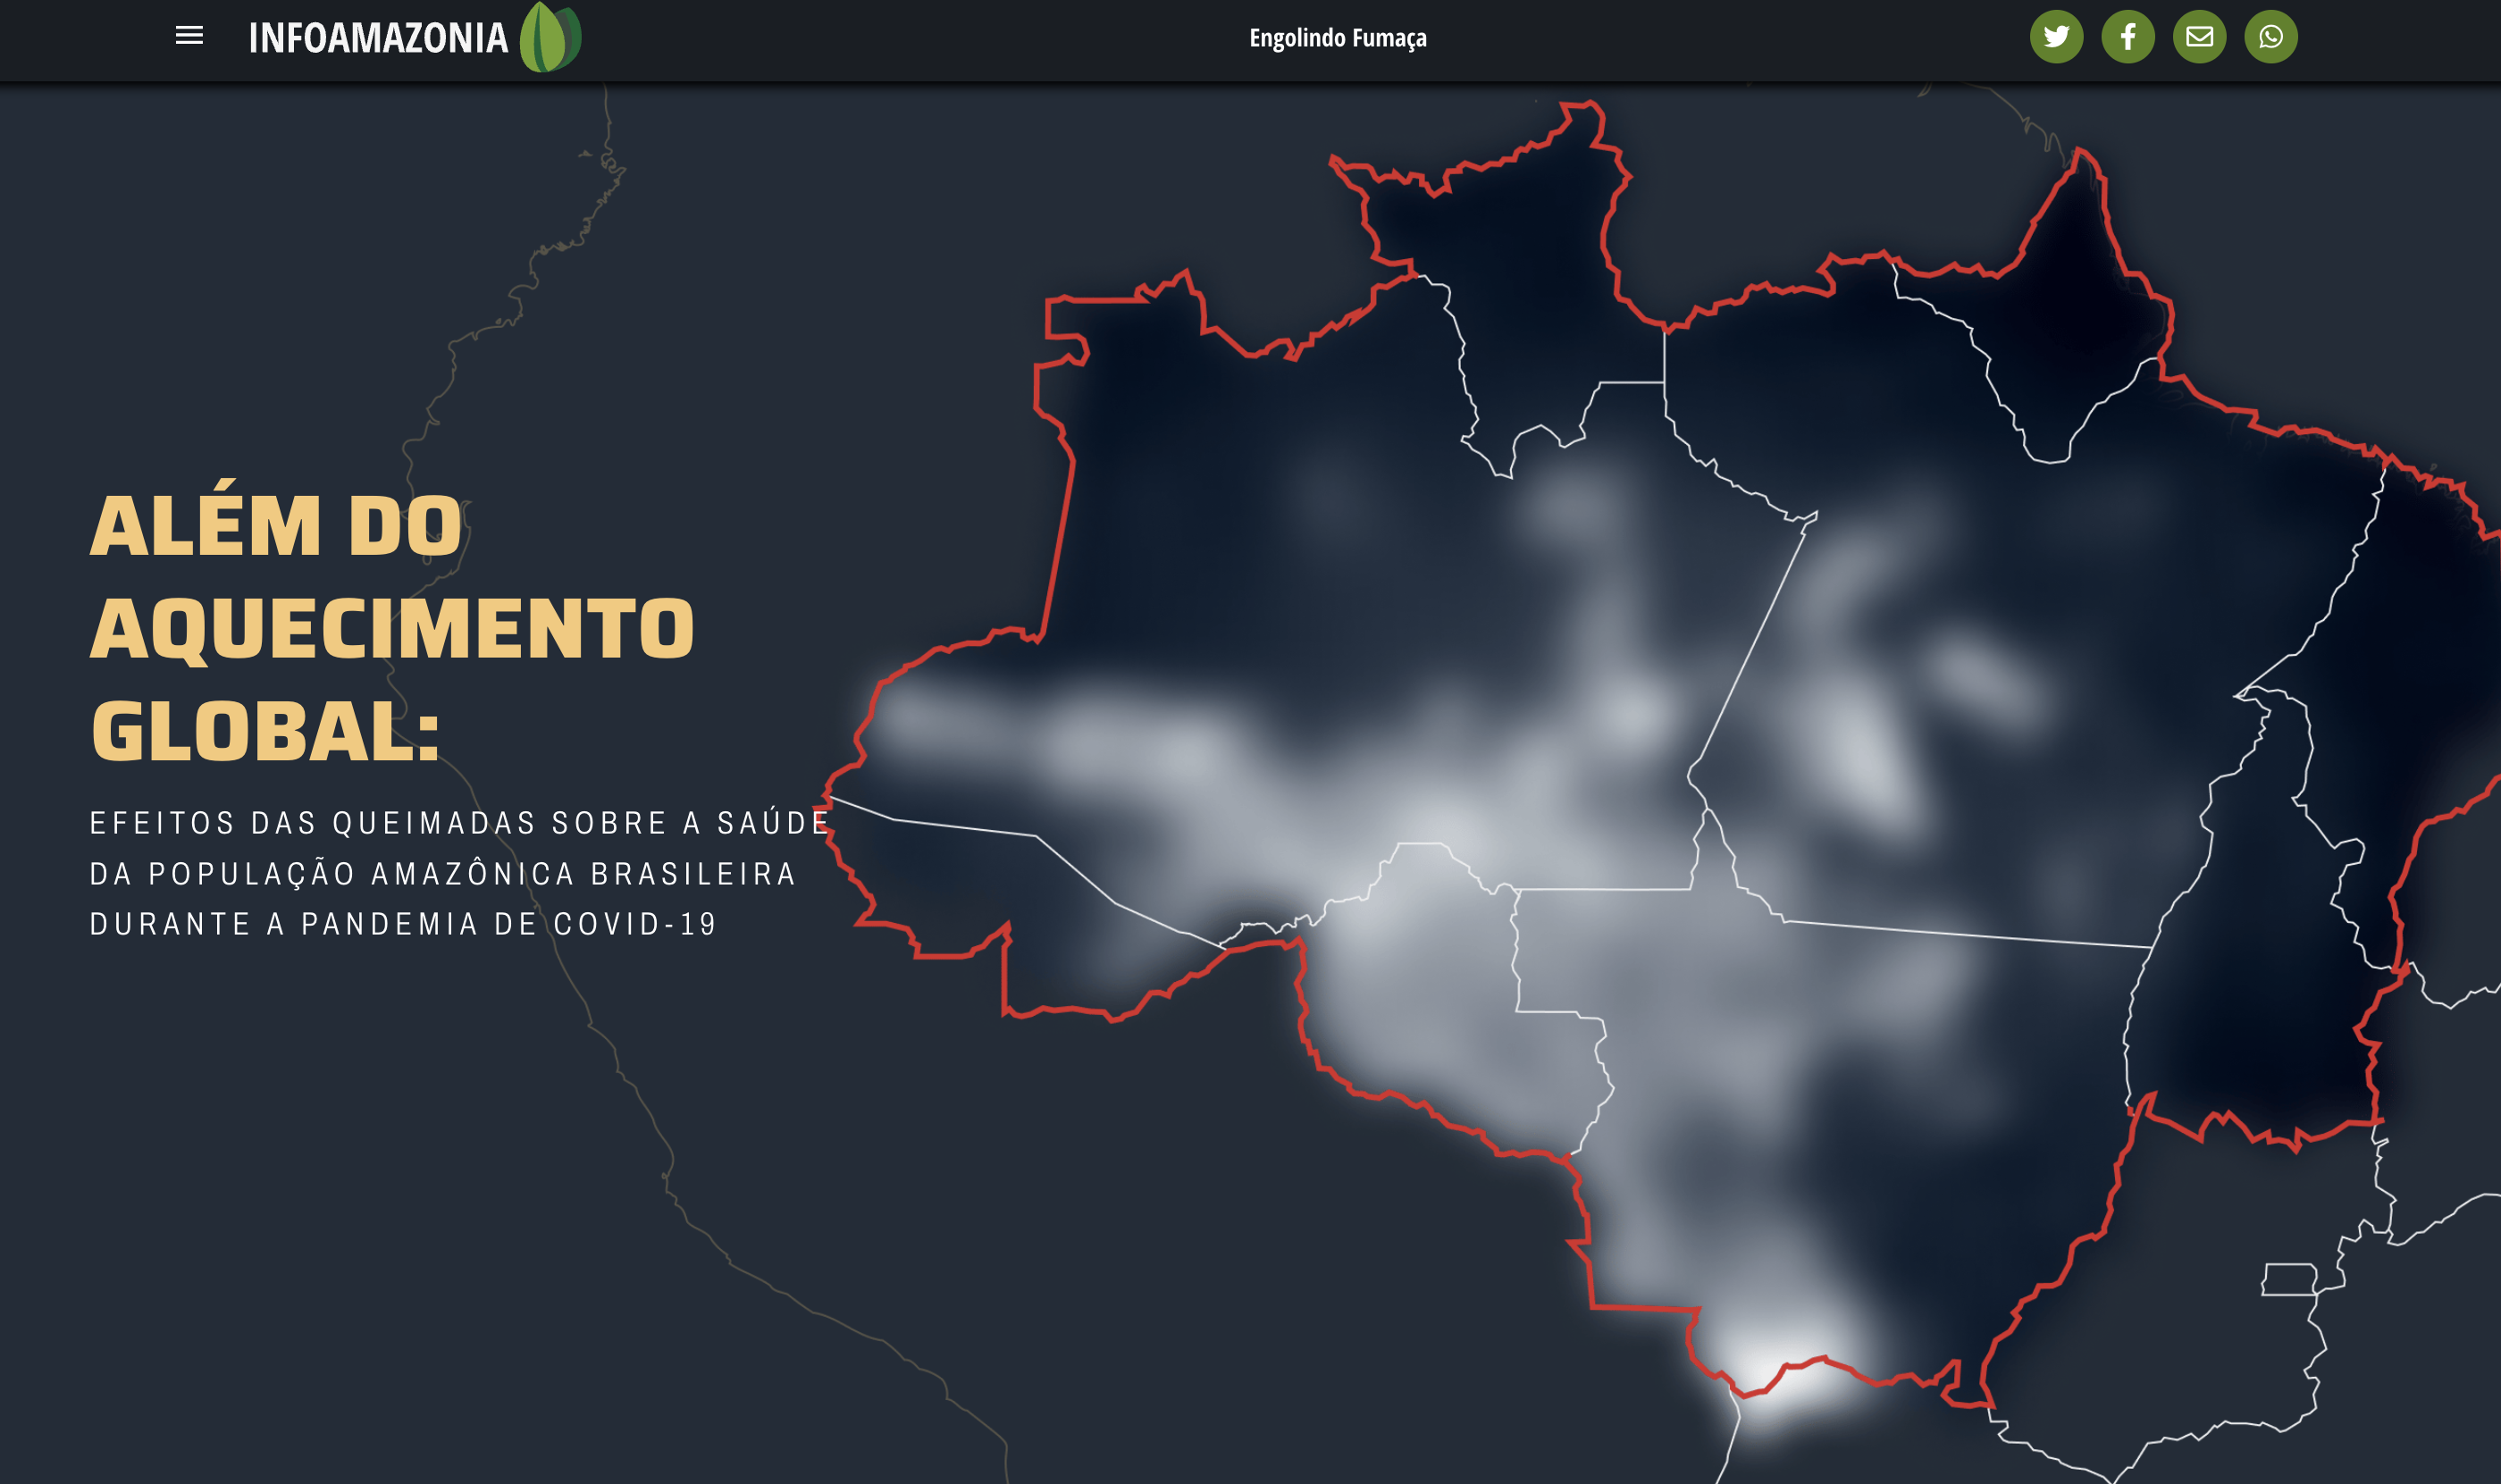 INFOAMAZONIA
Engolindo Fumaça
ALÉM DO
AQUECIMENTO
GLOBAL:
EFEITOS DAS QUEIMADAS SOBRE A SAÚDE
DA POPULAÇÃO AMAZÔNICA BRASILEIRA
DURANTE A PANDEMIA DE COVID-19